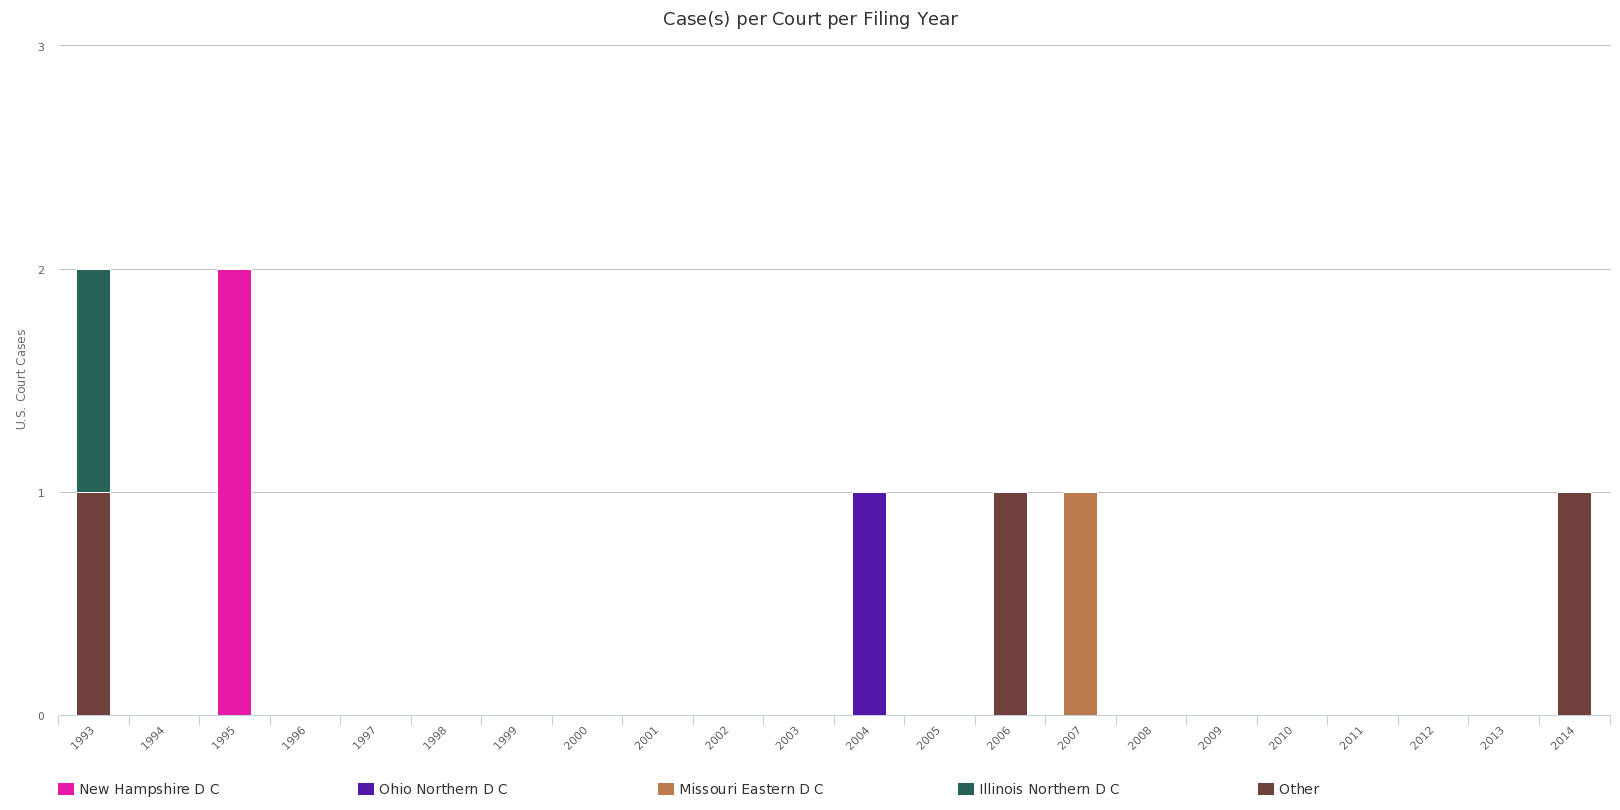 Case(s) per Court per Filing Year
U.S. Court Cases
3
2
1
0
1993 1994 1995 1996 1997 1998 1999 2000 2001 2002 2003 2004 2005 2006 2007 2008 2009 2010 2011 2012 2013 2014
New Hampshire D C Ohio Northern D C Missouri Eastern D C Illinois Northern D C Other